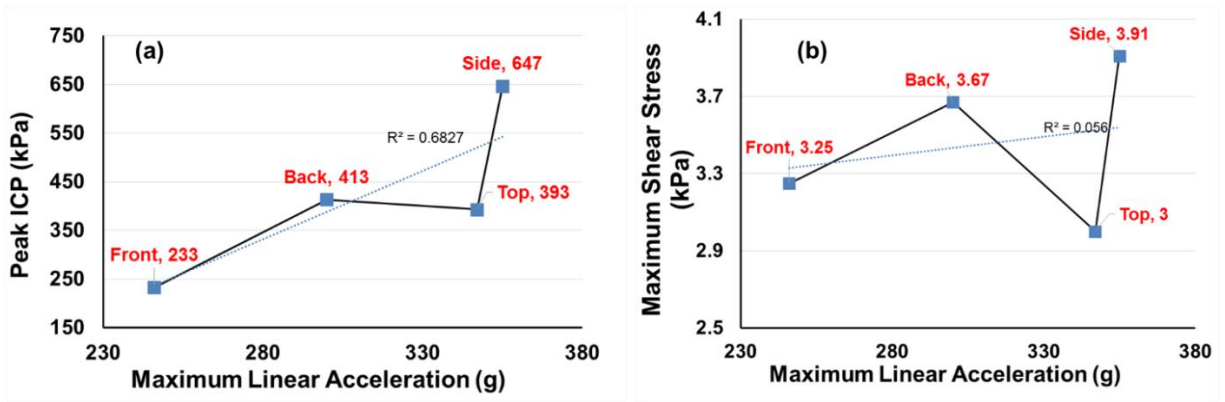 (a)
Peak ICP (kPa)
750
650
550
450
350
250
150
Side, 647
R² = 0.6827
Back, 413
Top, 393
Front, 233
230
280
330
380
Maximum Linear Acceleration (g)
(b)
Maximum Shear Stress
(kPa)
4.1
3.7
3.3
2.9
2.5
Side, 3.91
Back, 3.67
R² = 0.056
Front, 3.25
Top, 3
230
280
330
380
Maximum Linear Acceleration (g)